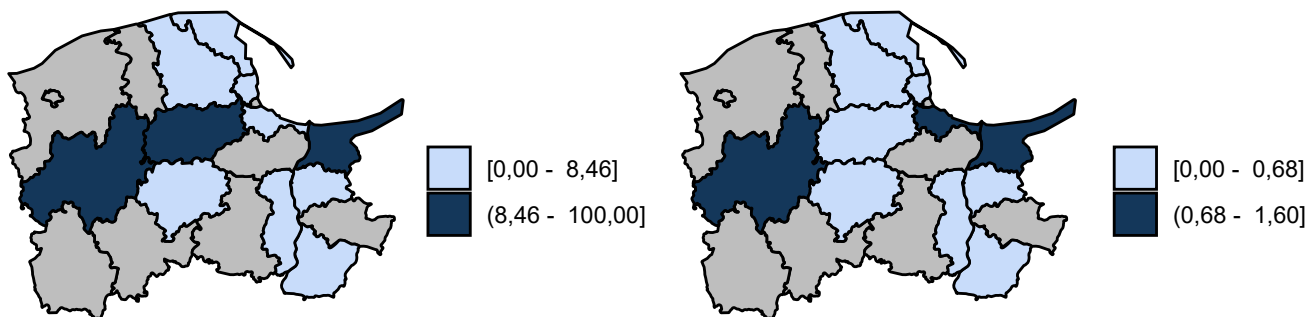 [0,00 - 8,46]
(8,46 - 100,00]
[0,00 - 0,68]
(0,68 - 1,60]